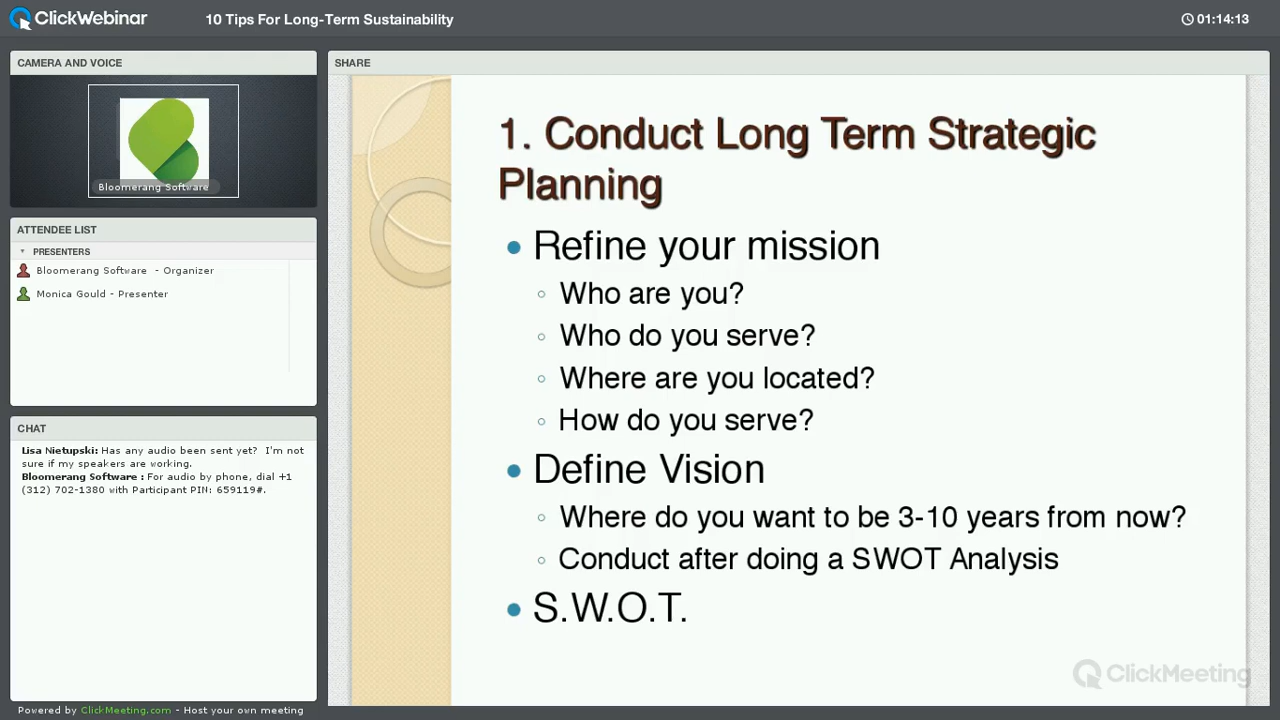 ClickWebinar
10 Tips For Long-Term Sustainability
01:14:13
CAMERA AND VOICE
Bloomerang Software
ATTENDEE LIST
PRESENTERS
Bloomerang Software - Organizer
Monica Gould - Presenter
CHAT
Lisa Nietupski: Has any audio been sent yet? I'm not
sure if my speakers are working.
Bloomerang Software : For audio by phone, dial +1
(312) 702-1380 with Participant PIN: 659119#.
Powered by ClickMeeting.com - Host your own meeting
SHARE
1. Conduct Long Term Strategic
Planning
Refine your mission
Who are you?
Who do you serve?
Where are you located?
How do you serve?
Define Vision
Where do you want to be 3-10 years from now?
Conduct after doing a SWOT Analysis
S.W.O.T.
ClickMeeting